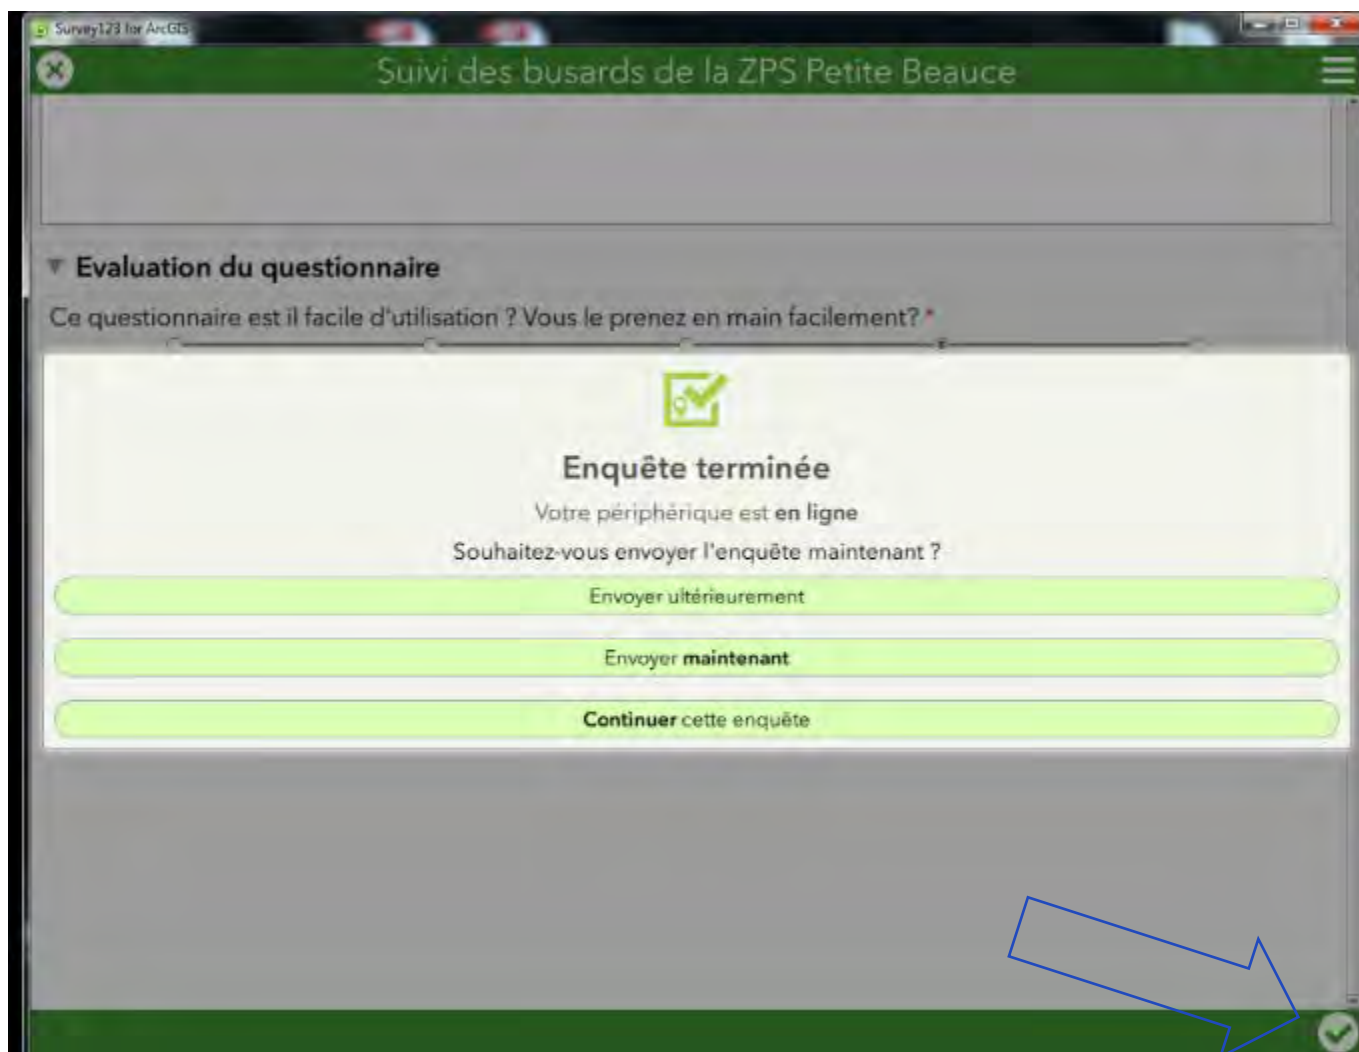 Survey123 for ArcGIS
Suivi des busards de la ZPS Petite Beauce
Evaluation du questionnaire
Ce questionnaire est il facile d'utilisation ? Vous le prenez en main facilement? *
Enquête terminée
Votre périphérique est en ligne
Souhaitez-vous envoyer l'enquête maintenant ?
Envoyer ultérieurement
Envoyer maintenant
Continuer cette enquête